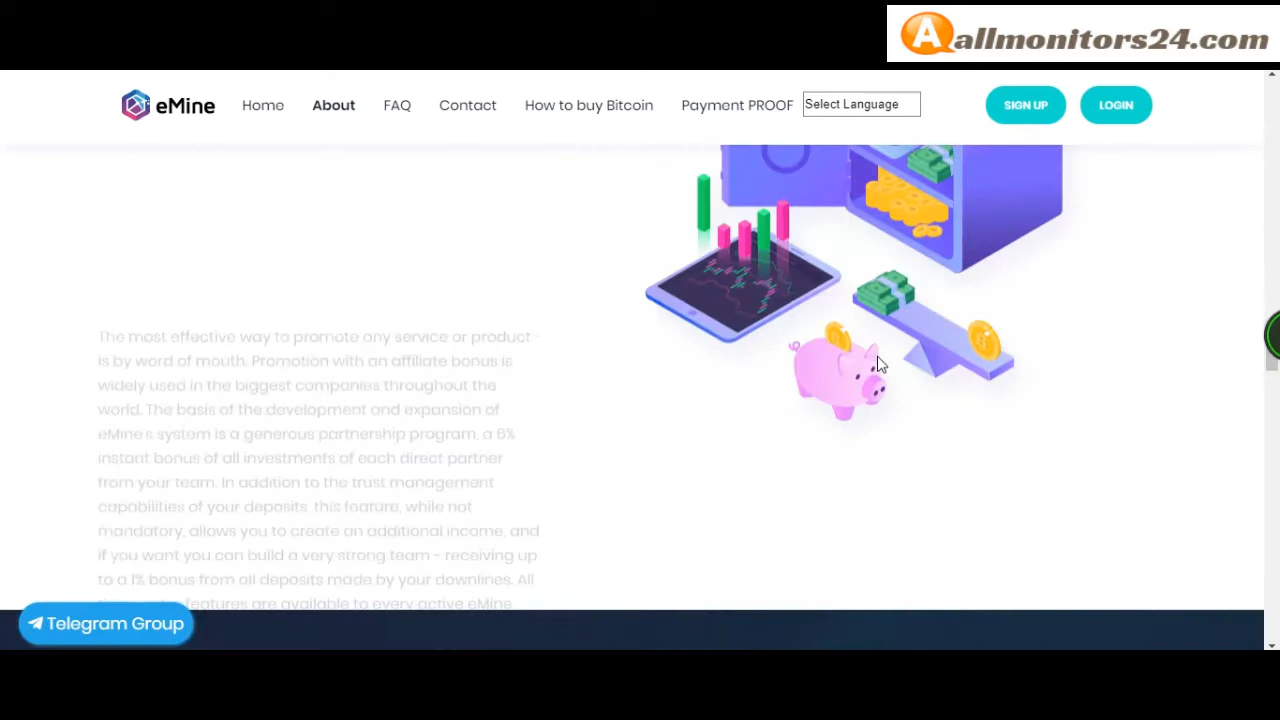 allmonitors24.com
eMine
Home
About
FAQ
Contact
How to buy Bitcoin
Payment PROOF
Select Language
SIGN UP
LOGIN
The most effective way to promote any service or product -
is by word of mouth. Promotion with an affiliate bonus is
widely used in the biggest companies throughout the
world. The basis of the development and expansion of
eMine's system is a generous partnership program, a 6%
instant bonus of all investments of each direct partner
from your team. In addition to the trust management
capabilities of your deposits, this feature, while not
mandatory, allows you to create an additional income, and
if you want you can build a very strong team - receiving up
to a 1% bonus from all deposits made by your downlines. All
features are available to every active eMine
Telegram Group